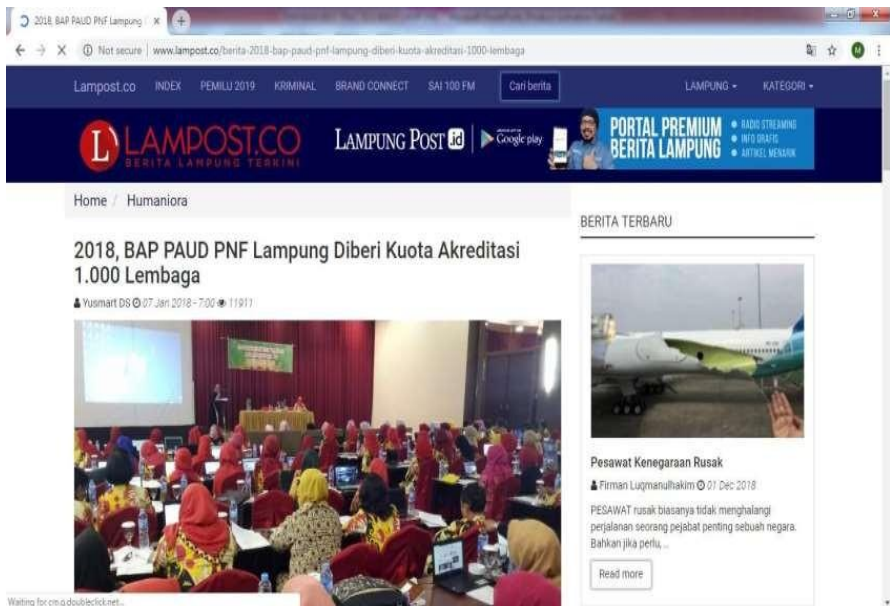 2018, BAP PAUD PNF Lampung
Not secure | www.lampost.co/berita-2018-bap-paud-pnf-lampung-diberi-kuota-akreditasi-1000-lembaga
Lampost.co INDEX PEMILU 2019 KRIMINAL BRAND CONNECT SAI 100 FM Cari berita LAMPUNG KATEGORI
L LAMPOST.CO
BERITA LAMPUNG TERKINI
LAMPUNG POST id
Google play
PORTAL PREMIUM
BERITA LAMPUNG
RADIO STREAMING
INFO GRAFIS
ARTIKEL MENARIK
Home / Humaniora
2018, BAP PAUD PNF Lampung Diberi Kuota Akreditasi
1.000 Lembaga
Yusmart DS 07 Jan 2018 - 7:00 11911
BERITA TERBARU
Pesawat Kenegaraan Rusak
Firman Luqmanulhakim 01 Dec 2018
PESAWAT rusak biasanya tidak menghalangi
perjalanan seorang pejabat penting sebuah negara.
Bahkan jika perlu, ...
Read more
Waiting for cm.g.doubleclick.net...